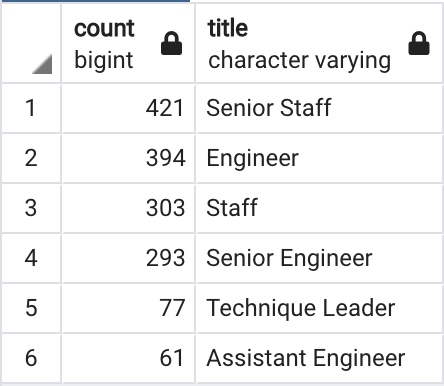 count title
bigint character varying
1 421 Senior Staff
2 394 Engineer
3 303 Staff
4 293 Senior Engineer
5 77 Technique Leader
6 61 Assistant Engineer